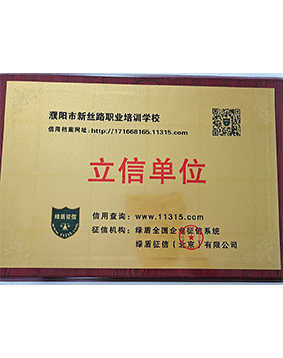 濮阳市新丝路职业培训学校
信用档案网址：http://171668165.11315.com
立信单位
绿盾征信
WWW.11315.COM
信用查询：www.11315.com
征信机构：绿盾全国企业征信系统
绿盾征信（北京）有限公司